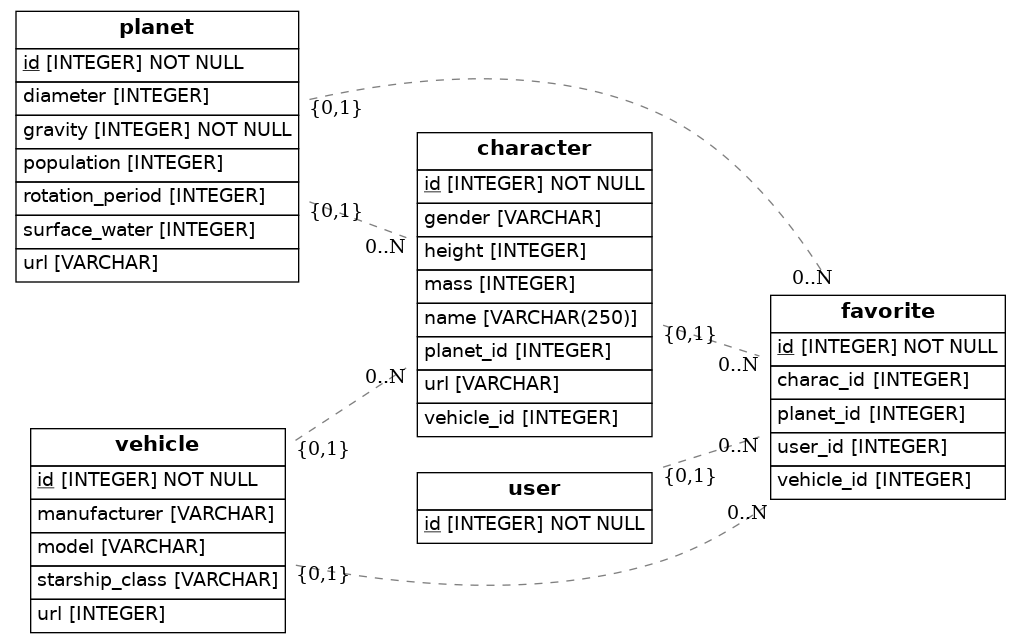 planet
id [INTEGER] NOT NULL
diameter [INTEGER]
gravity [INTEGER] NOT NULL
population [INTEGER]
rotation_period [INTEGER]
surface_water [INTEGER]
url [VARCHAR]
{0,1}
{0,1}
0..N
character
id [INTEGER] NOT NULL
gender [VARCHAR]
height [INTEGER]
mass [INTEGER]
name [VARCHAR(250)]
planet_id [INTEGER]
url [VARCHAR]
vehicle_id [INTEGER]
0..N
{0,1}
0..N
0..N
favorite
id [INTEGER] NOT NULL
charac_id [INTEGER]
planet_id [INTEGER]
user_id [INTEGER]
vehicle_id [INTEGER]
vehicle
id [INTEGER] NOT NULL
manufacturer [VARCHAR]
model [VARCHAR]
starship_class [VARCHAR]
url [INTEGER]
{0,1}
{0,1}
user
id [INTEGER] NOT NULL
{0,1}
0..N
0..N